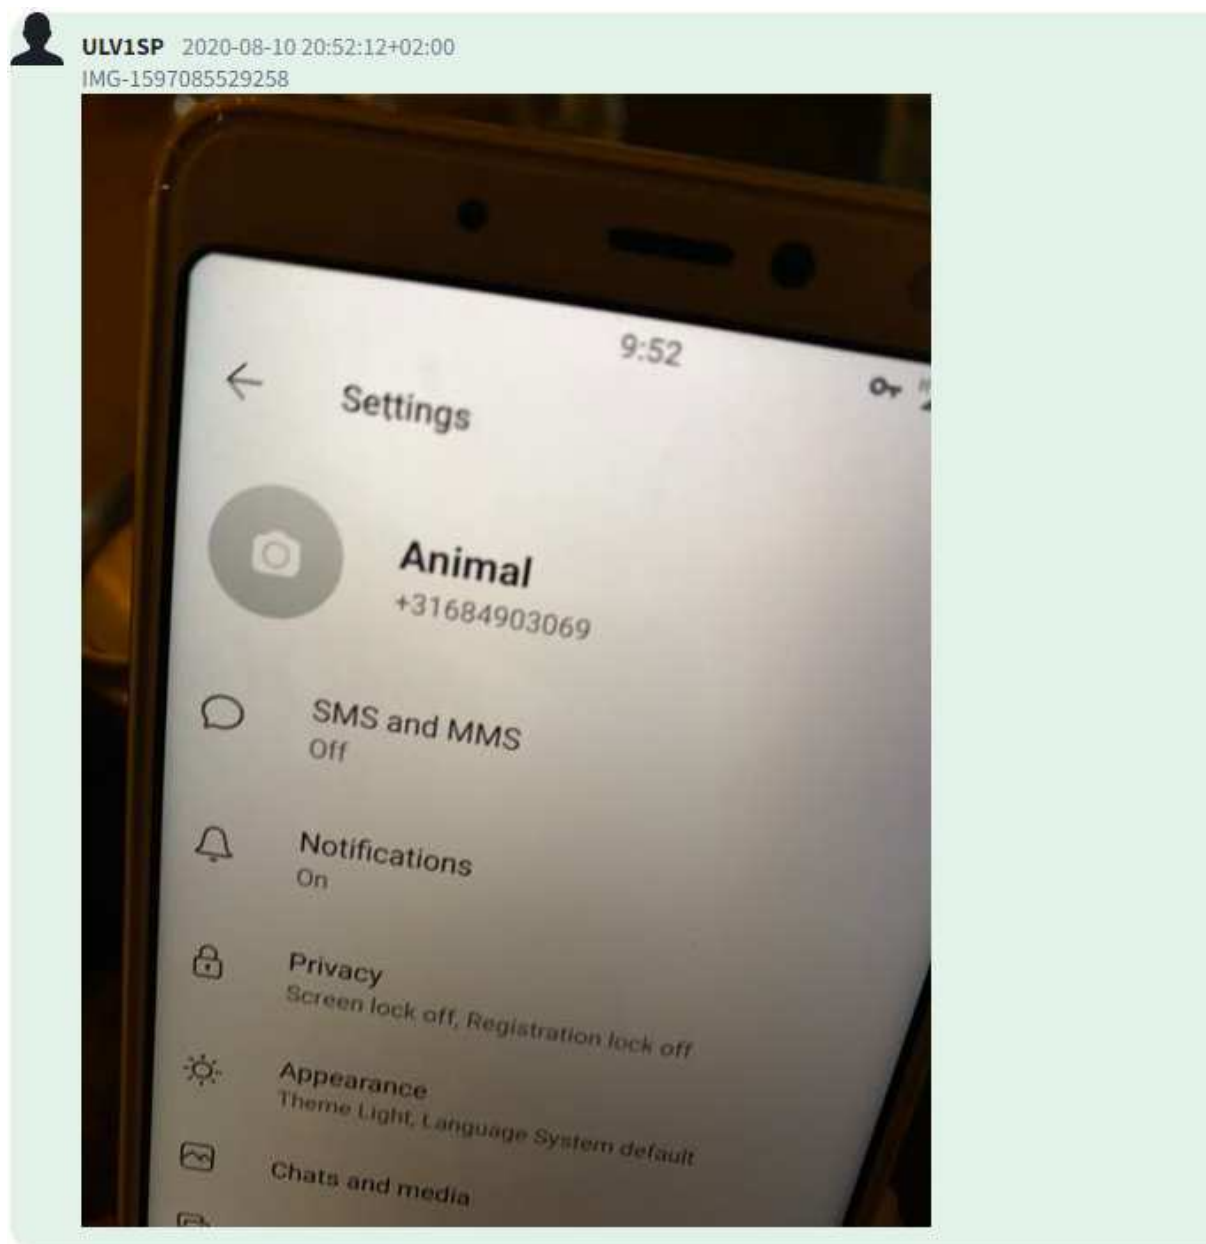 ULV1SP 2020-08-10 20:52:12+02:00
IMG-1597085529258
9:52
Settings
Animal
+31684903069
SMS and MMS
Off
Notifications
On
Privacy
Screen lock off, Registration lock off
Appearance
Theme Light, Language System default
Chats and media